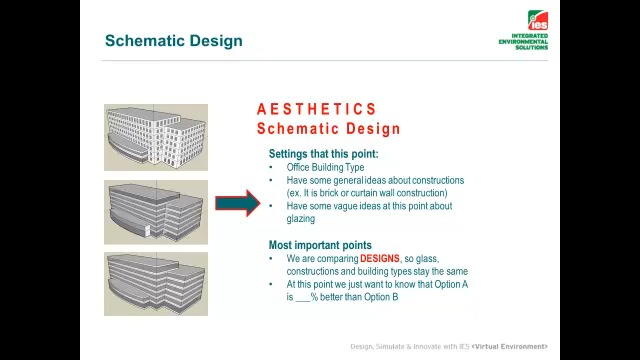 Schematic Design
ies
INTEGRATED
ENVIRONMENTAL
SOLUTIONS
AESTHETICS
Schematic Design
Settings that this point:
• Office Building Type
• Have some general ideas about constructions
(ex. It is brick or curtain wall construction)
• Have some vague ideas at this point about
glazing
Most important points
• We are comparing DESIGNS, so glass,
constructions and building types stay the same
• At this point we just want to know that Option A
is ___% better than Option B
Design, Simulate & Innovate with IES <Virtual Environment>